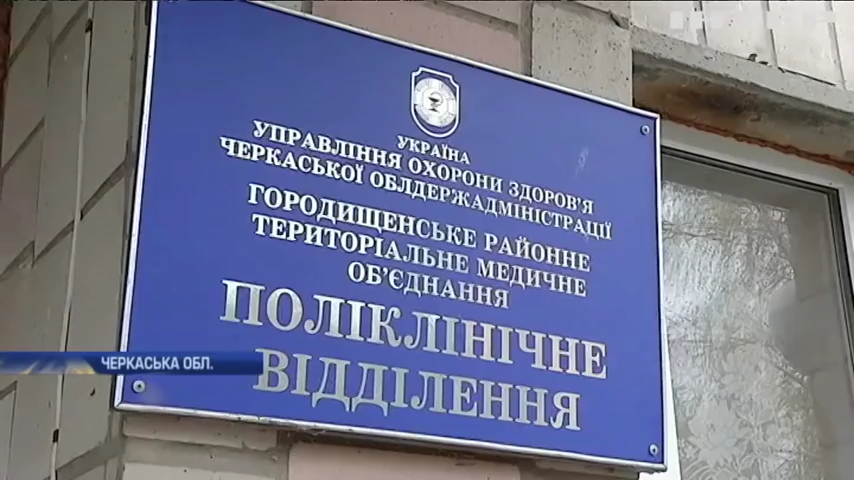 УКРАЇНА
УПРАВЛІННЯ ОХОРОНИ ЗДОРОВ'Я
ЧЕРКАСЬКОЇ ОБЛДЕРЖАДМІНІСТРАЦІЇ
ГОРОДИЩЕНСЬКЕ РАЙОННЕ
ТЕРИТОРІАЛЬНЕ МЕДИЧНЕ
ОБ'ЄДНАННЯ
ПОЛІКЛІНІЧНЕ
ВІДДІЛЕННЯ
ЧЕРКАСЬКА ОБЛ.